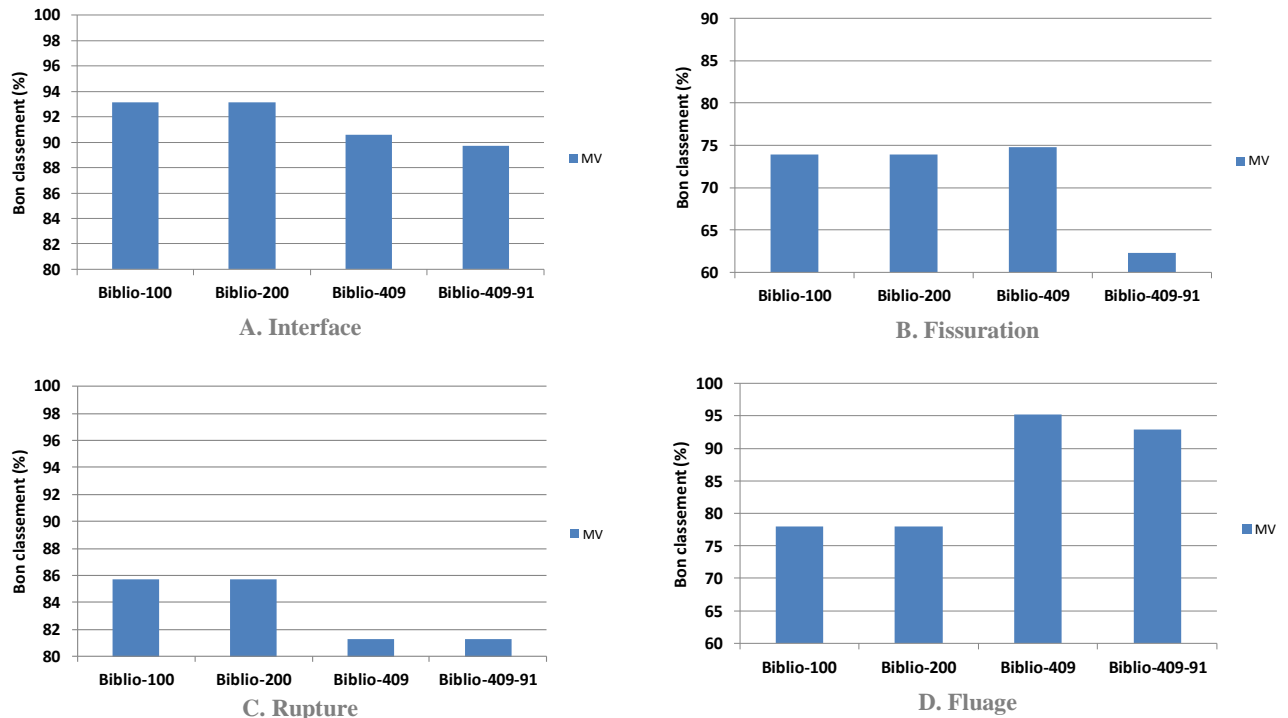 Bon classement (%)
100
98
96
94
92
90
88
86
84
82
80
Biblio-100 Biblio-200 Biblio-409 Biblio-409-91
MV
A. Interface
Bon classement (%)
90
85
80
75
70
65
60
Biblio-100 Biblio-200 Biblio-409 Biblio-409-91
MV
B. Fissuration
Bon classement (%)
100
98
96
94
92
90
88
86
84
82
80
Biblio-100 Biblio-200 Biblio-409 Biblio-409-91
MV
C. Rupture
Bon classement (%)
100
95
90
85
80
75
70
65
60
Biblio-100 Biblio-200 Biblio-409 Biblio-409-91
MV
D. Fluage